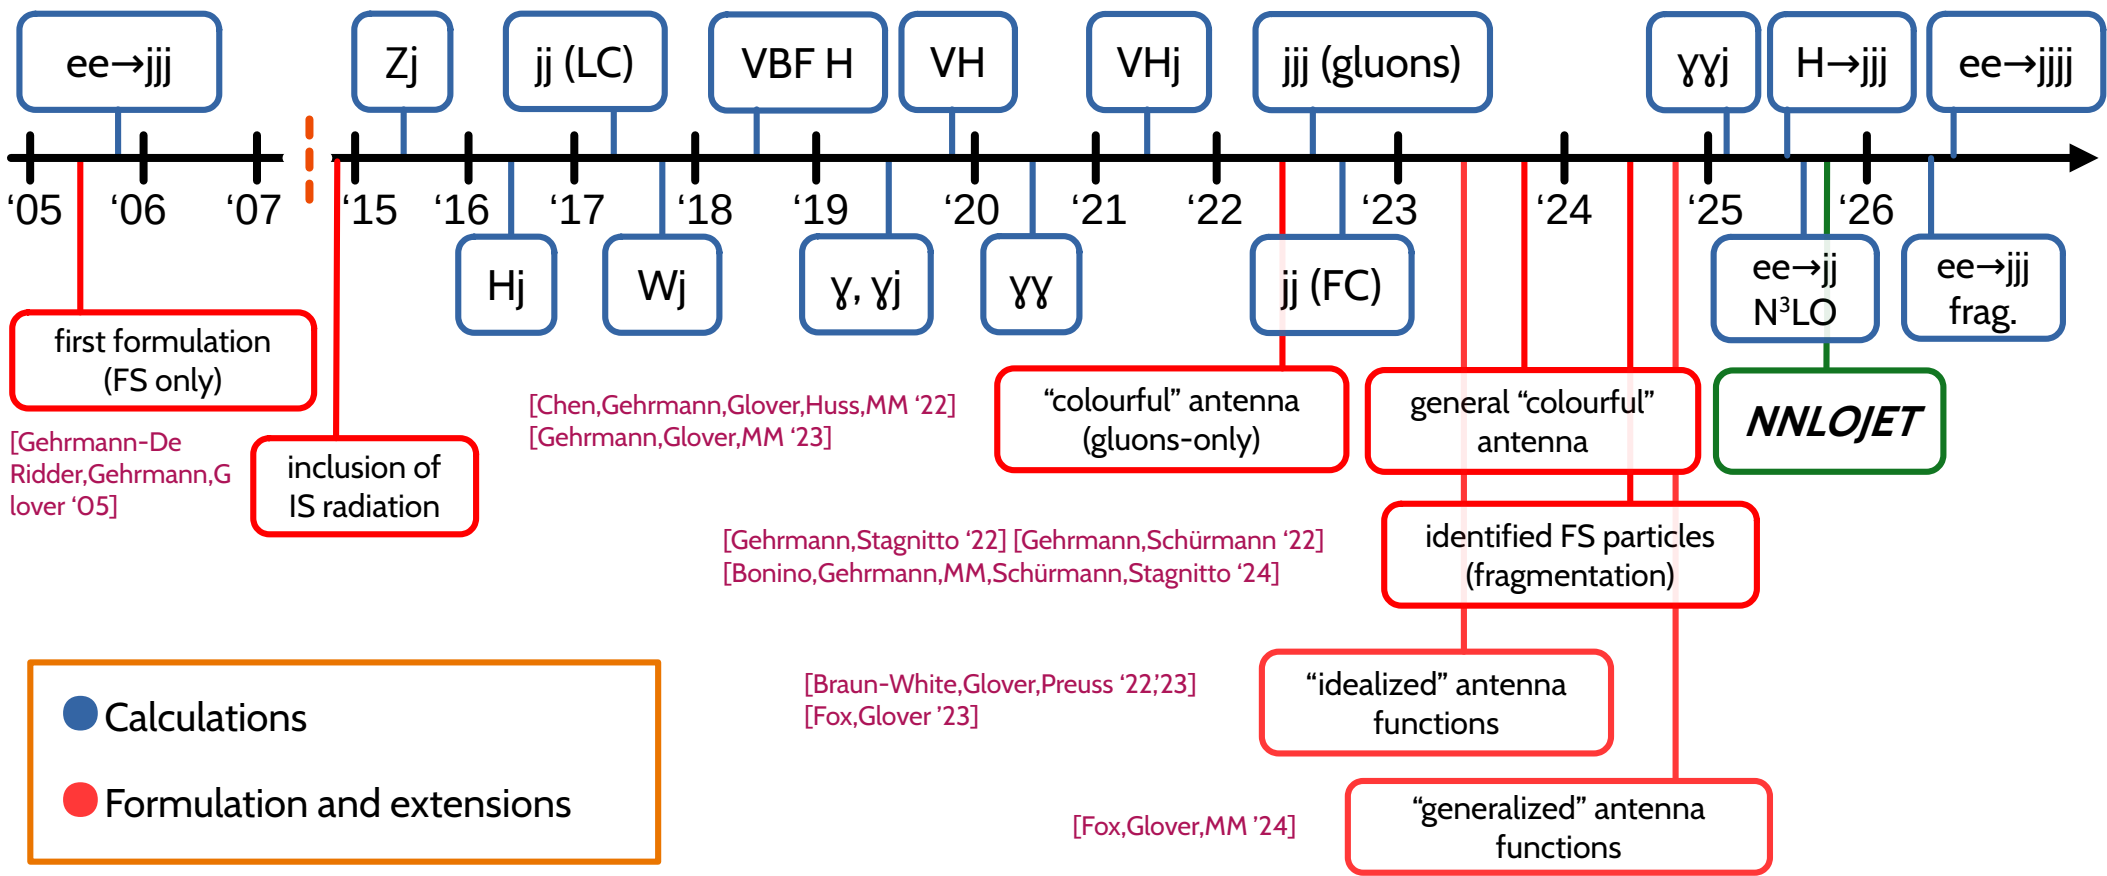 ee→jjj
Zj
jj (LC)
VBF H
VH
VHj
jjj (gluons)
γγj
H→jjj
ee→jjjj
‘05
‘06
‘07
‘15
‘16
‘17
‘18
‘19
‘20
‘21
‘22
‘23
‘24
‘25
‘26
Hj
Wj
γ, γj
γγ
jj (FC)
ee→jj
N³LO
ee→jjj
frag.
first formulation
(FS only)
[Gehrmann-De
Ridder,Gehrmann,G
lover ‘05]
inclusion of
IS radiation
[Chen,Gehrmann,Glover,Huss,MM ‘22]
[Gehrmann,Glover,MM ‘23]
“colourful” antenna
(gluons-only)
general “colourful”
antenna
NNLOJET
[Gehrmann,Stagnitto ‘22] [Gehrmann,Schürmann ‘22]
[Bonino,Gehrmann,MM,Schürmann,Stagnitto ‘24]
identified FS particles
(fragmentation)
[Braun-White,Glover,Preuss ‘22,’23]
[Fox,Glover ’23]
“idealized” antenna
functions
[Fox,Glover,MM ’24]
“generalized” antenna
functions
Calculations
Formulation and extensions